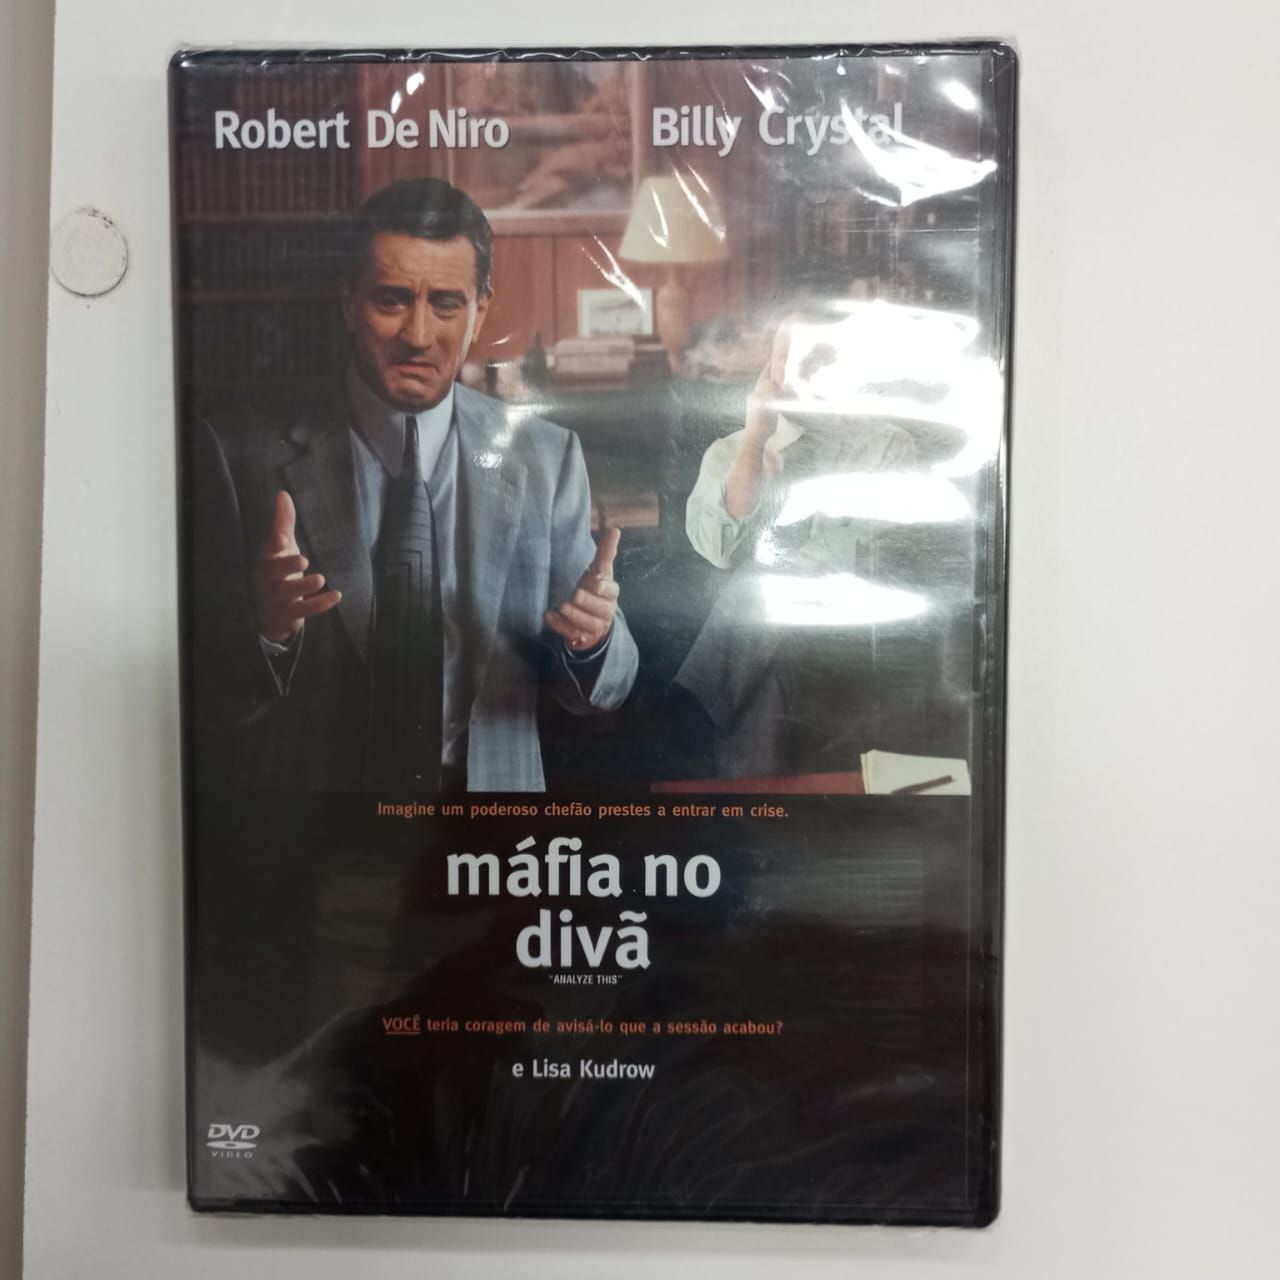 Robert De Niro
Billy Crystal
Imagine um poderoso chefão prestes a entrar em crise.
máfia no
divã
"ANALYZE THIS"
VOCÊ teria coragem de avisá-lo que a sessão acabou?
e Lisa Kudrow
DVD
VIDEO